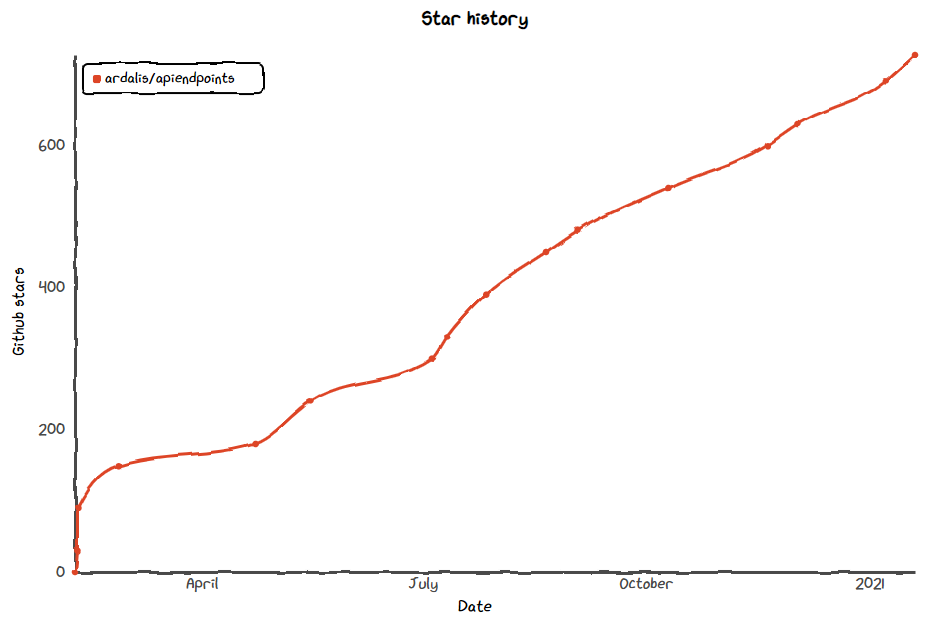 Star history
ardalis/apiendpoints
600
400
200
0
Github stars
April July October 2021
Date